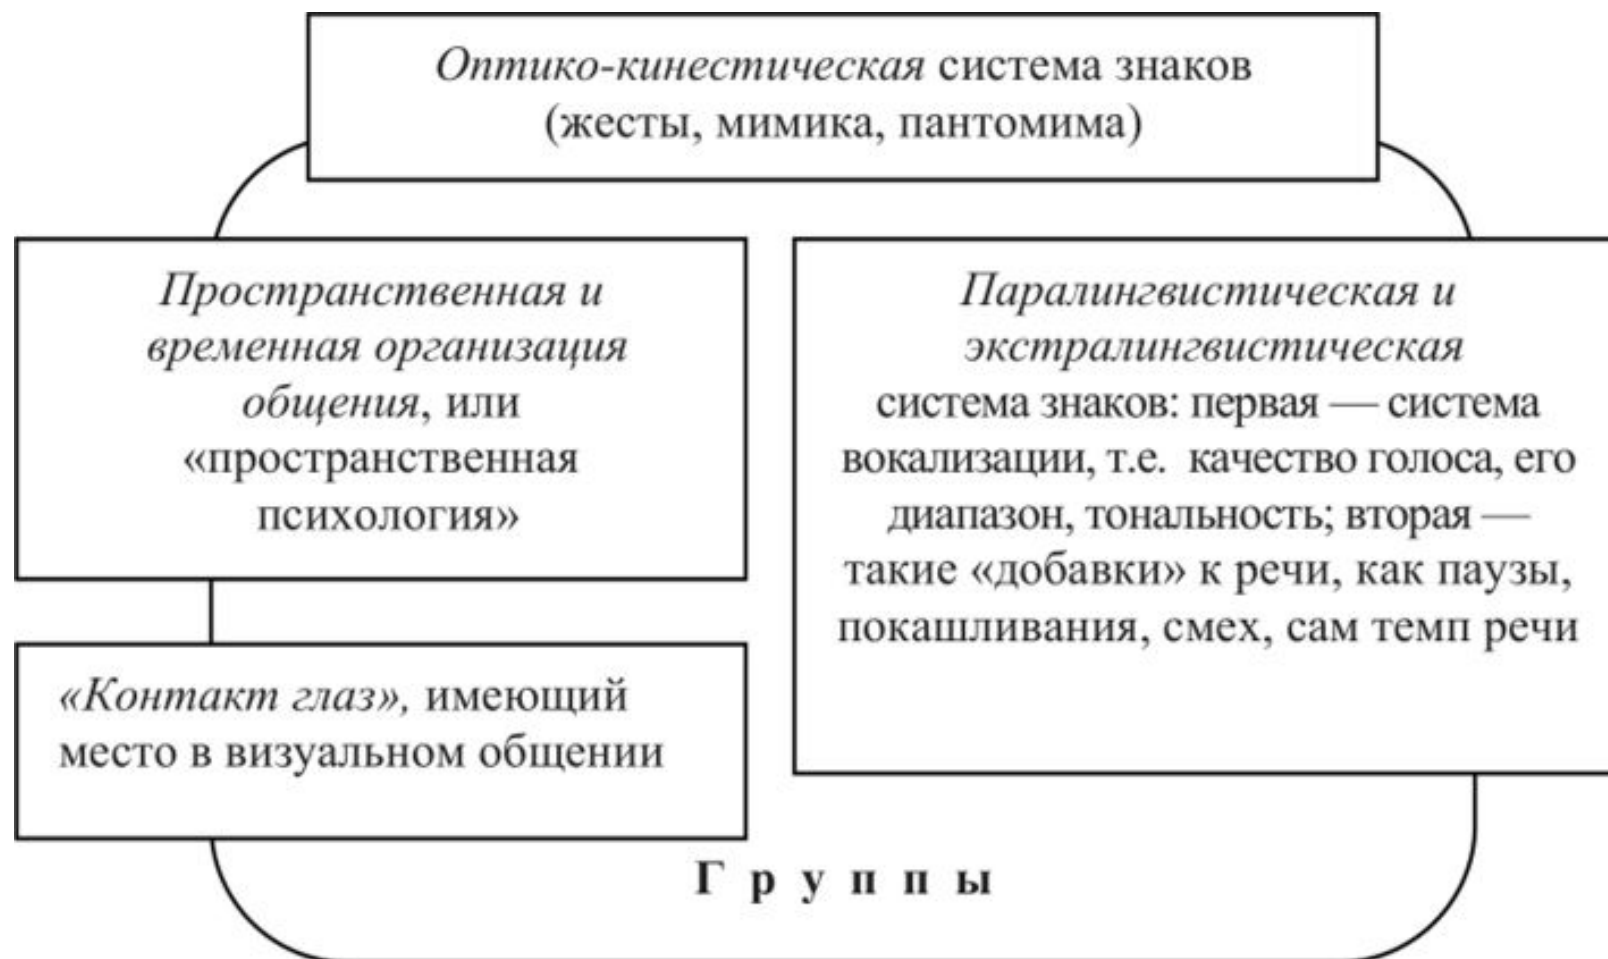 Оптико-кинестическая система знаков
(жесты, мимика, пантомима)
Пространственная и
временная организация
общения, или
«пространственная
психология»
Паралингвистическая и
экстралингвистическая
система знаков: первая — система
вокализации, т.е. качество голоса, его
диапазон, тональность; вторая —
такие «добавки» к речи, как паузы,
покашливания, смех, сам темп речи
«Контакт глаз», имеющий
место в визуальном общении
Группы